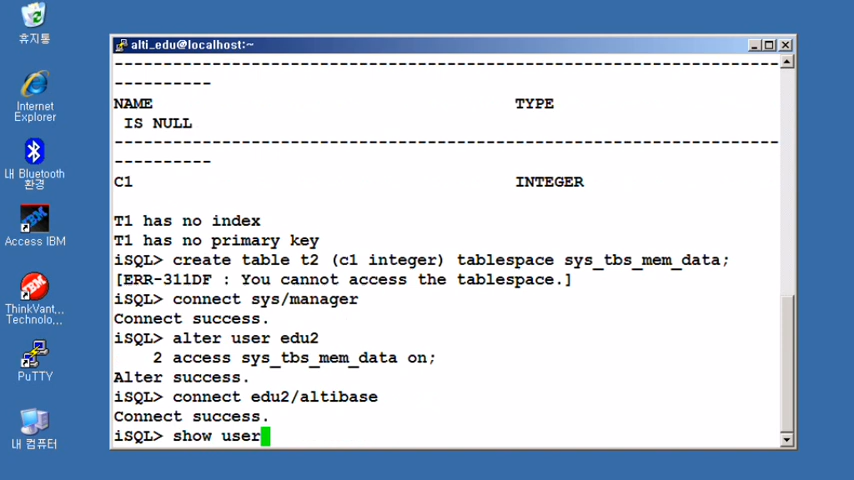 휴지통
Internet
Explorer
내 Bluetooth
환경
Access IBM
ThinkVant...
Technolo...
PuTTY
내 컴퓨터
alti_edu@localhost:~
--------------------------------------------------------------------
----------
NAME TYPE
IS NULL
--------------------------------------------------------------------
----------
C1 INTEGER
T1 has no index
T1 has no primary key
iSQL> create table t2 (c1 integer) tablespace sys_tbs_mem_data;
[ERR-311DF : You cannot access the tablespace.]
iSQL> connect sys/manager
Connect success.
iSQL> alter user edu2
2 access sys_tbs_mem_data on;
Alter success.
iSQL> connect edu2/altibase
Connect success.
iSQL> show user